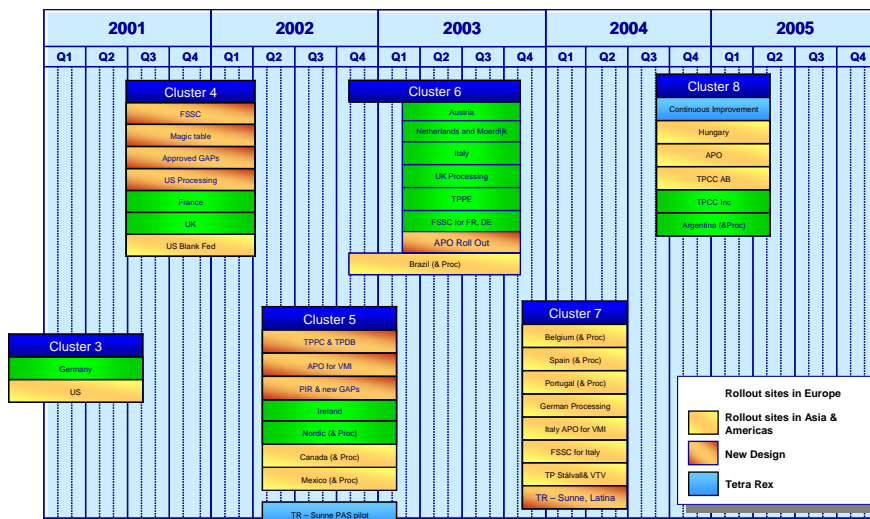 2001 2002 2003 2004 2005
Q1 Q2 Q3 Q4 Q1 Q2 Q3 Q4 Q1 Q2 Q3 Q4 Q1 Q2 Q3 Q4 Q1 Q2 Q3 Q4
Cluster 4
FSSC
Magic table
Approved GAPs
US Processing
France
UK
US Blank Fed
Cluster 6
Austria
Netherlands and Moerdijk
Italy
UK Processing
TPPE
FSSC for FR, DE
APO Roll Out
Brazil (& Proc)
Cluster 8
Continuous Improvement
Hungary
APO
TPCC AB
TPCC Inc
Argentina (&Proc)
Cluster 3
Germany
US
Cluster 5
TPPC & TPDB
APO for VMI
PIR & new GAPs
Ireland
Nordic (& Proc)
Canada (& Proc)
Mexico (& Proc)
TR – Sunne PAS pilot
Cluster 7
Belgium (& Proc)
Spain (& Proc)
Portugal (& Proc)
German Processing
Italy APO for VMI
FSSC for Italy
TP Stálvall& VTV
TR – Sunne, Latina
Rollout sites in Europe
Rollout sites in Asia &
Americas
New Design
Tetra Rex